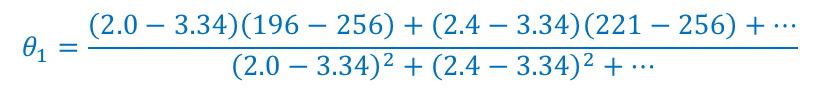 θ₁ = \frac{(2.0 − 3.34)(196 − 256) + (2.4 − 3.34)(221 − 256) + ⋯}{(2.0 − 3.34)² + (2.4 − 3.34)² + ⋯}